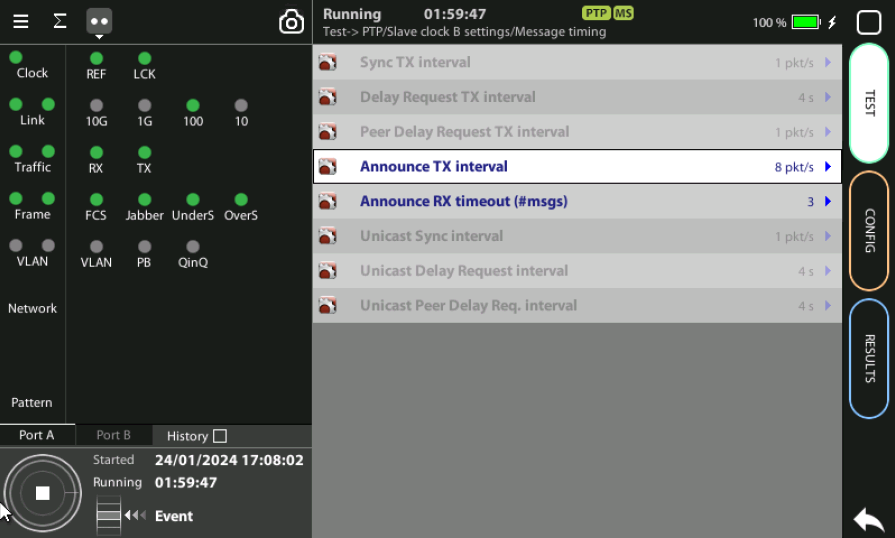 Running 01:59:47 PTP MS
Test-> PTP/Slave clock B settings/Message timing
100 %
Clock
REF LCK
Link
10G 1G 100 10
Traffic
RX TX
Frame
FCS Jabber UnderS OverS
VLAN
VLAN PB QinQ
Network
Pattern
Port A Port B History
Started 24/01/2024 17:08:02
Running 01:59:47
Event
Sync TX interval 1 pkt/s
Delay Request TX interval 4 s
Peer Delay Request TX interval 1 pkt/s
Announce TX interval 8 pkt/s
Announce RX timeout (#msgs) 3
Unicast Sync interval 1 pkt/s
Unicast Delay Request interval 4 s
Unicast Peer Delay Req. interval 4 s
TEST
CONFIG
RESULTS